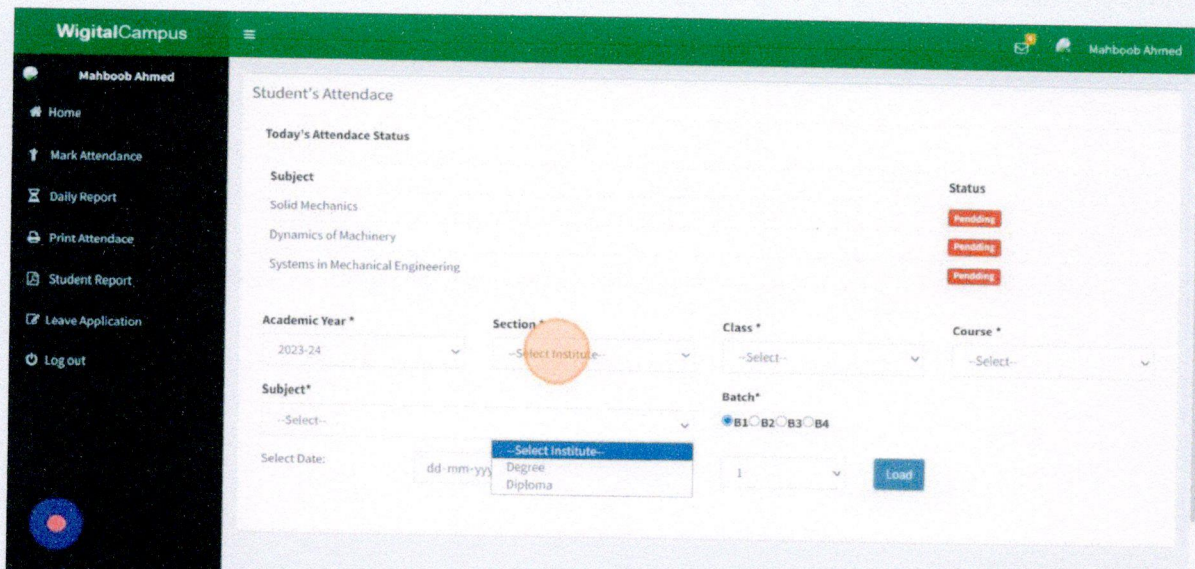 WigitalCampus
Mahboob Ahmed
Mahboob Ahmed
Home
Mark Attendance
Daily Report
Print Attendace
Student Report
Leave Application
Log out
Student's Attendace
Today's Attendace Status
Subject Status
Solid Mechanics Pendding
Dynamics of Machinery Pendding
Systems in Mechanical Engineering Pendding
Academic Year * Section * Class * Course *
2023-24 --Select Institute-- --Select-- --Select--
Subject* Batch*
--Select-- B1 B2 B3 B4
Select Date: dd-mm-yyy 1 Load
--Select Institute--
Degree
Diploma